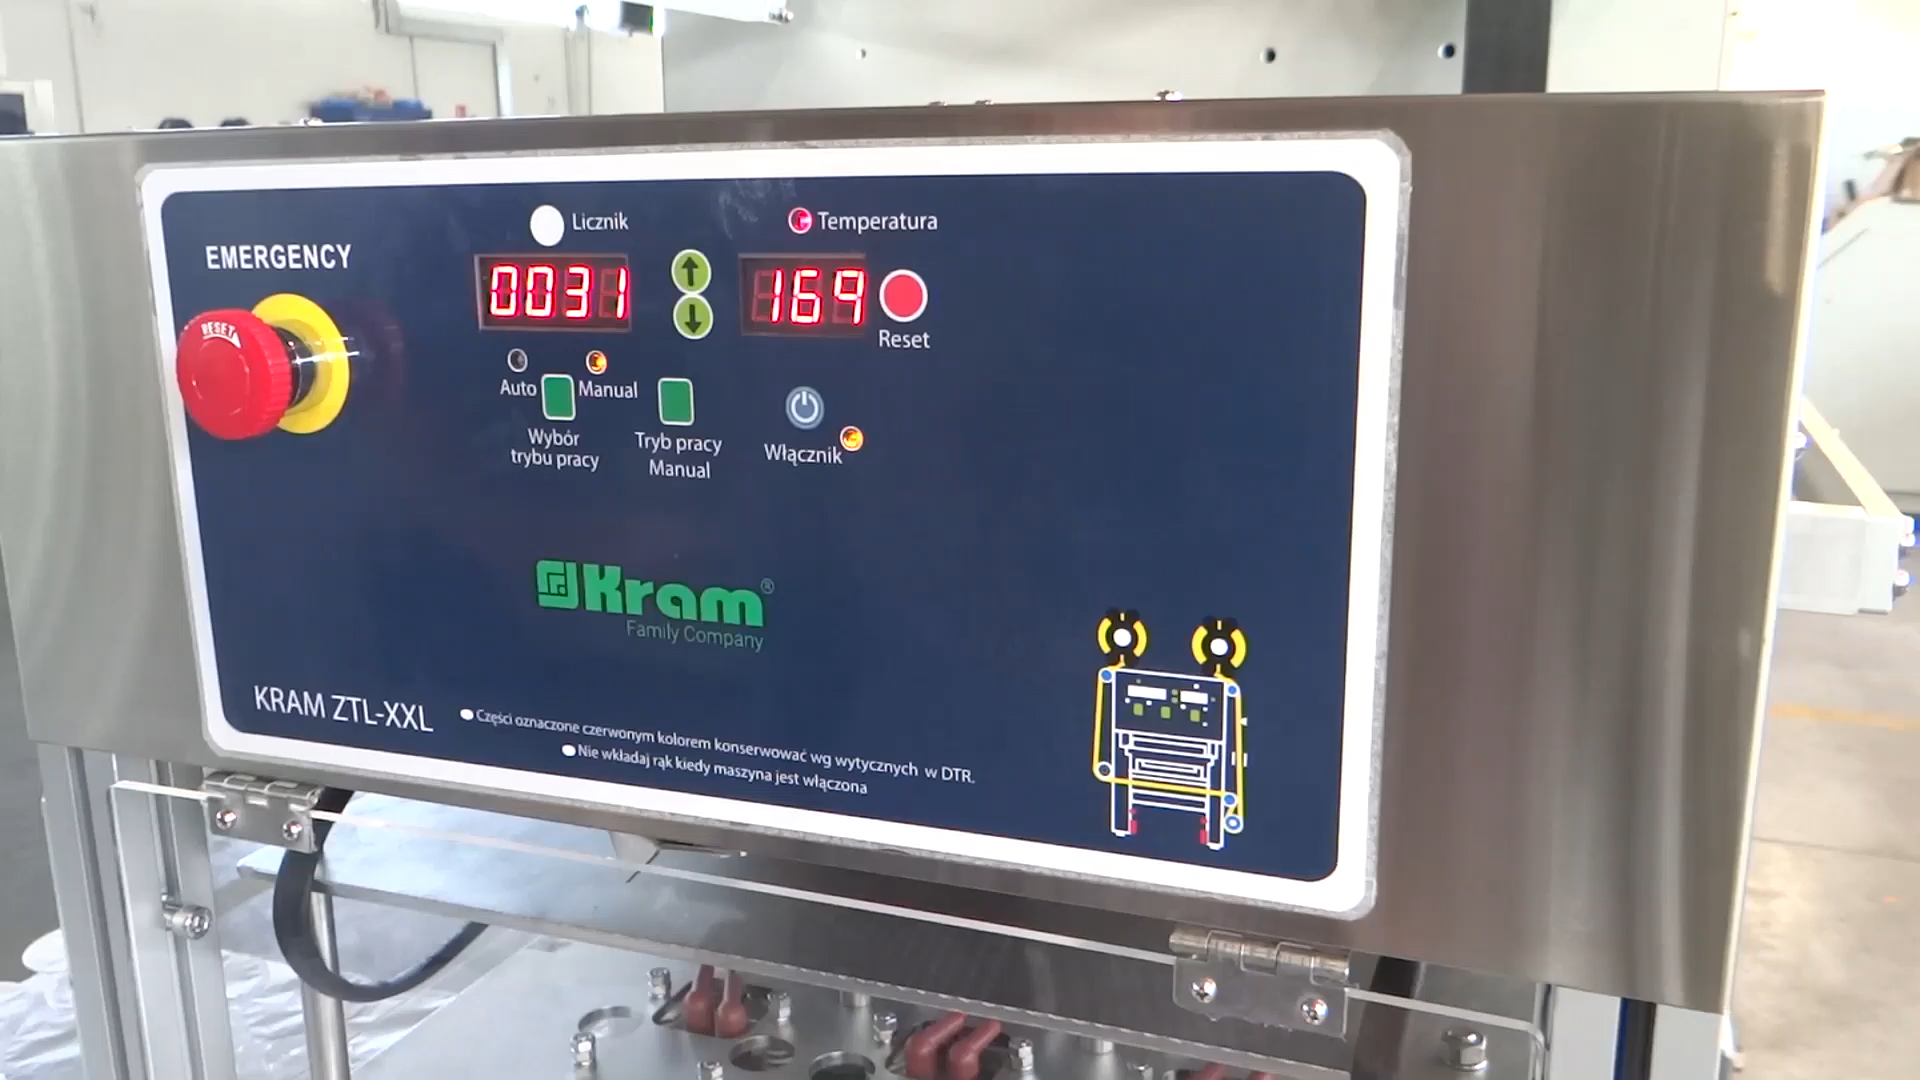 EMERGENCY
RESET
Licznik
0031
Temperatura
169
Reset
Auto
Manual
Wybór
trybu pracy
Tryb pracy
Manual
Włącznik
Kram®
Family Company
KRAM ZTL-XXL
Części oznaczone czerwonym kolorem konserwować wg wytycznych w DTR.
Nie wkładaj rąk kiedy maszyna jest włączona